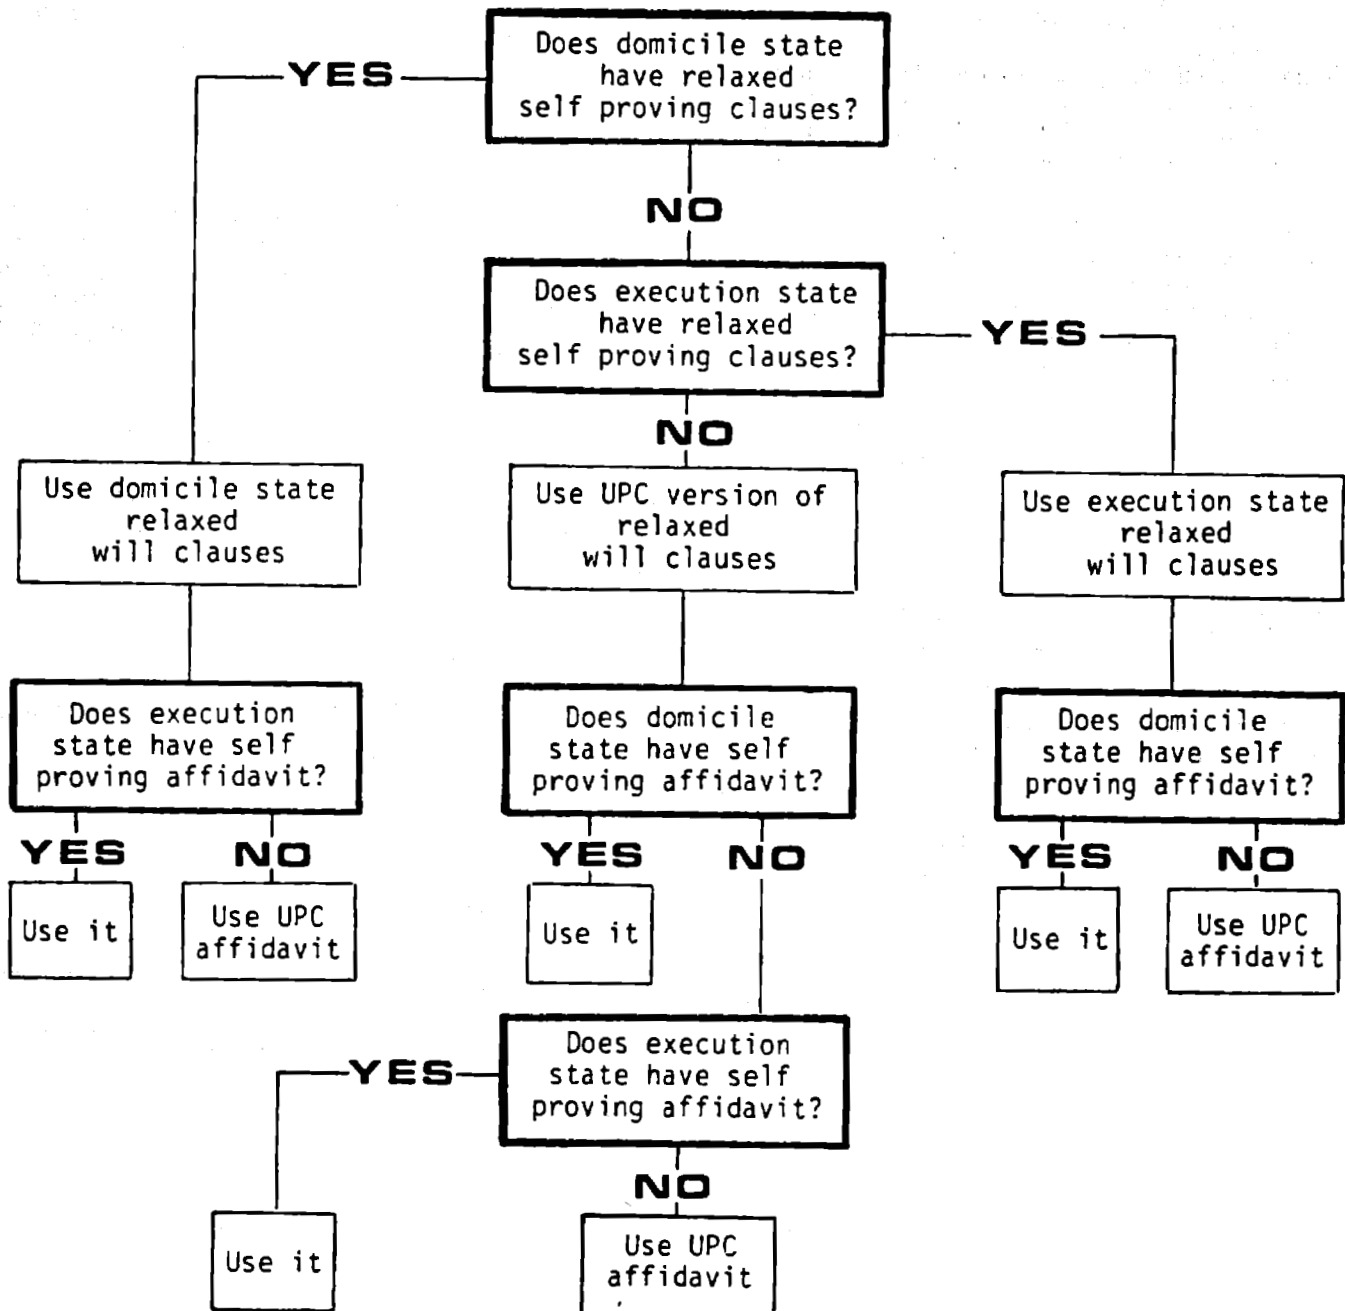 Does domicile state
have relaxed
self proving clauses?
YES
NO
Does execution state
have relaxed
self proving clauses?
YES
NO
Use domicile state
relaxed
will clauses
Use UPC version of
relaxed
will clauses
Use execution state
relaxed
will clauses
Does execution
state have self
proving affidavit?
Does domicile
state have self
proving affidavit?
Does domicile
state have self
proving affidavit?
YES
NO
YES
NO
YES
NO
Use it
Use UPC
affidavit
Use it
Use it
Use UPC
affidavit
Does execution
state have self
proving affidavit?
YES
NO
Use it
Use UPC
affidavit